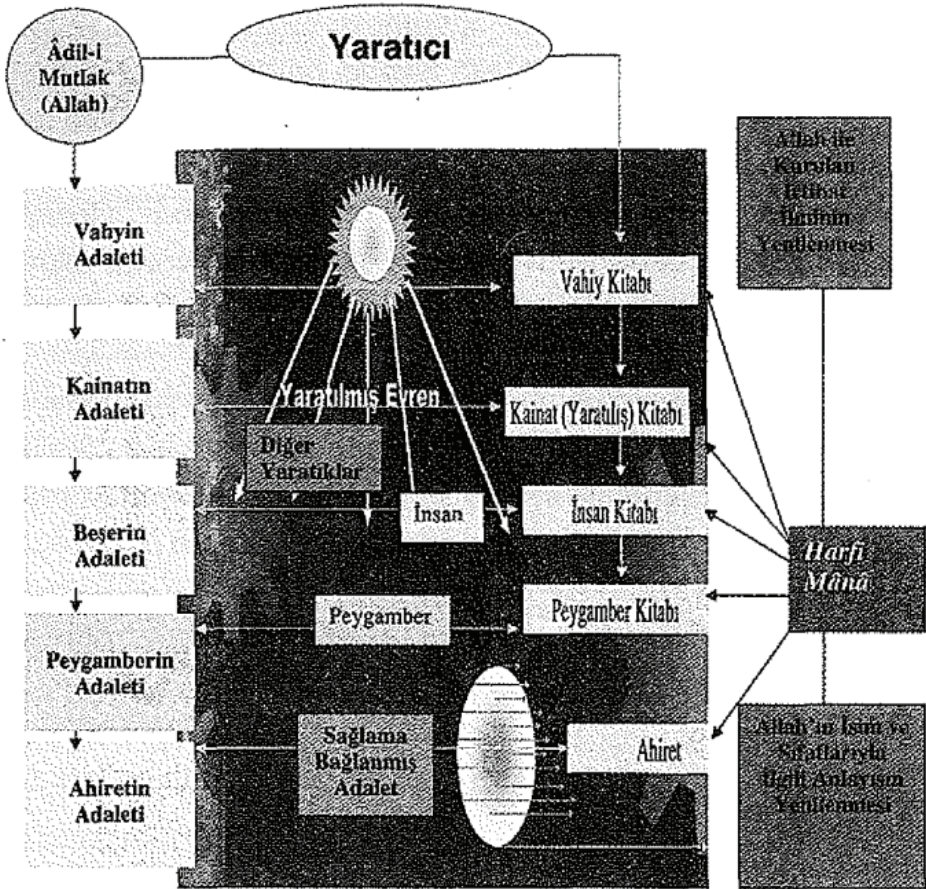 Âdil-i
Mutlak
(Allah)
Yaratıcı
Vahyin
Adaleti
Kainatın
Adaleti
Beşerin
Adaleti
Peygamberin
Adaleti
Ahiretin
Adaleti
Yaratılmış Evren
Diğer
Yaratıklar
İnsan
Peygamber
Sağlama
Bağlanmış
Adalet
Vahiy Kitabı
Kainat (Yaratılış) Kitabı
İnsan Kitabı
Peygamber Kitabı
Ahiret
Allah ile
Kurulan
İrtibat
Yenilenmesi
Harfi
Mânâ
Allah'ın İsim ve
Sıfatlarıyla
İlgili Anlayışın
Yenilenmesi